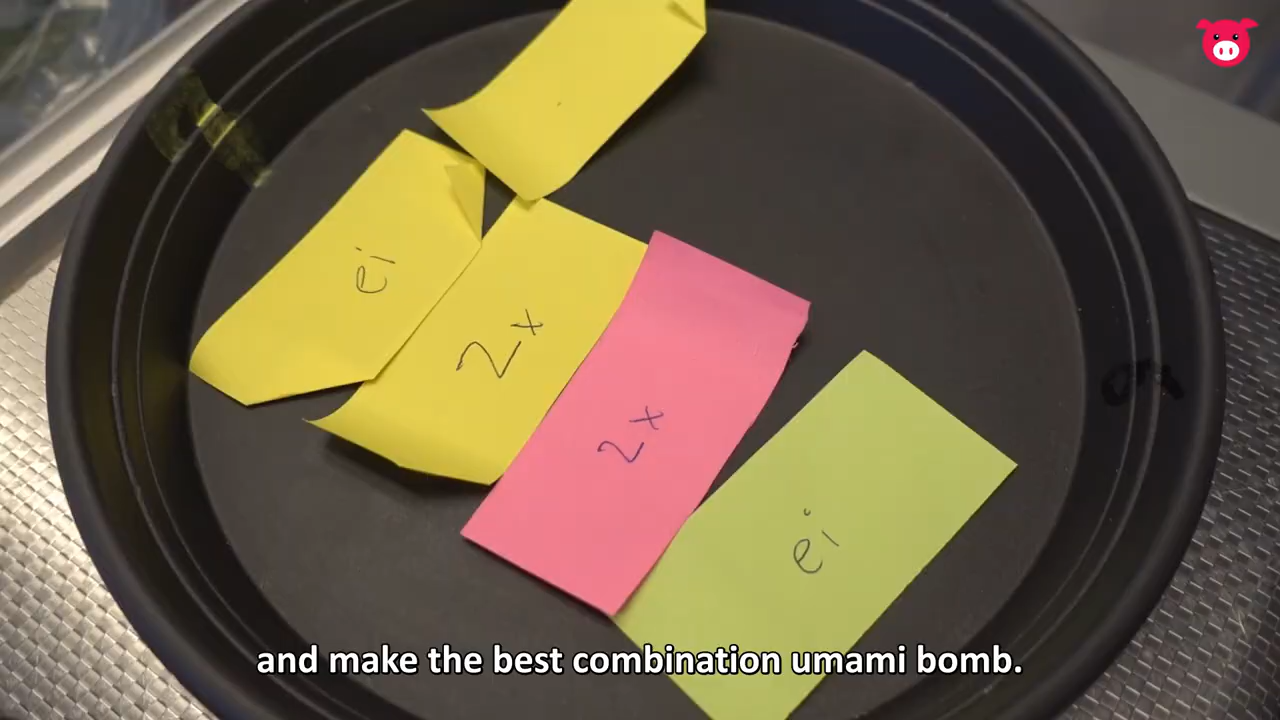 ei
2x
2x
ei
and make the best combination umami bomb.